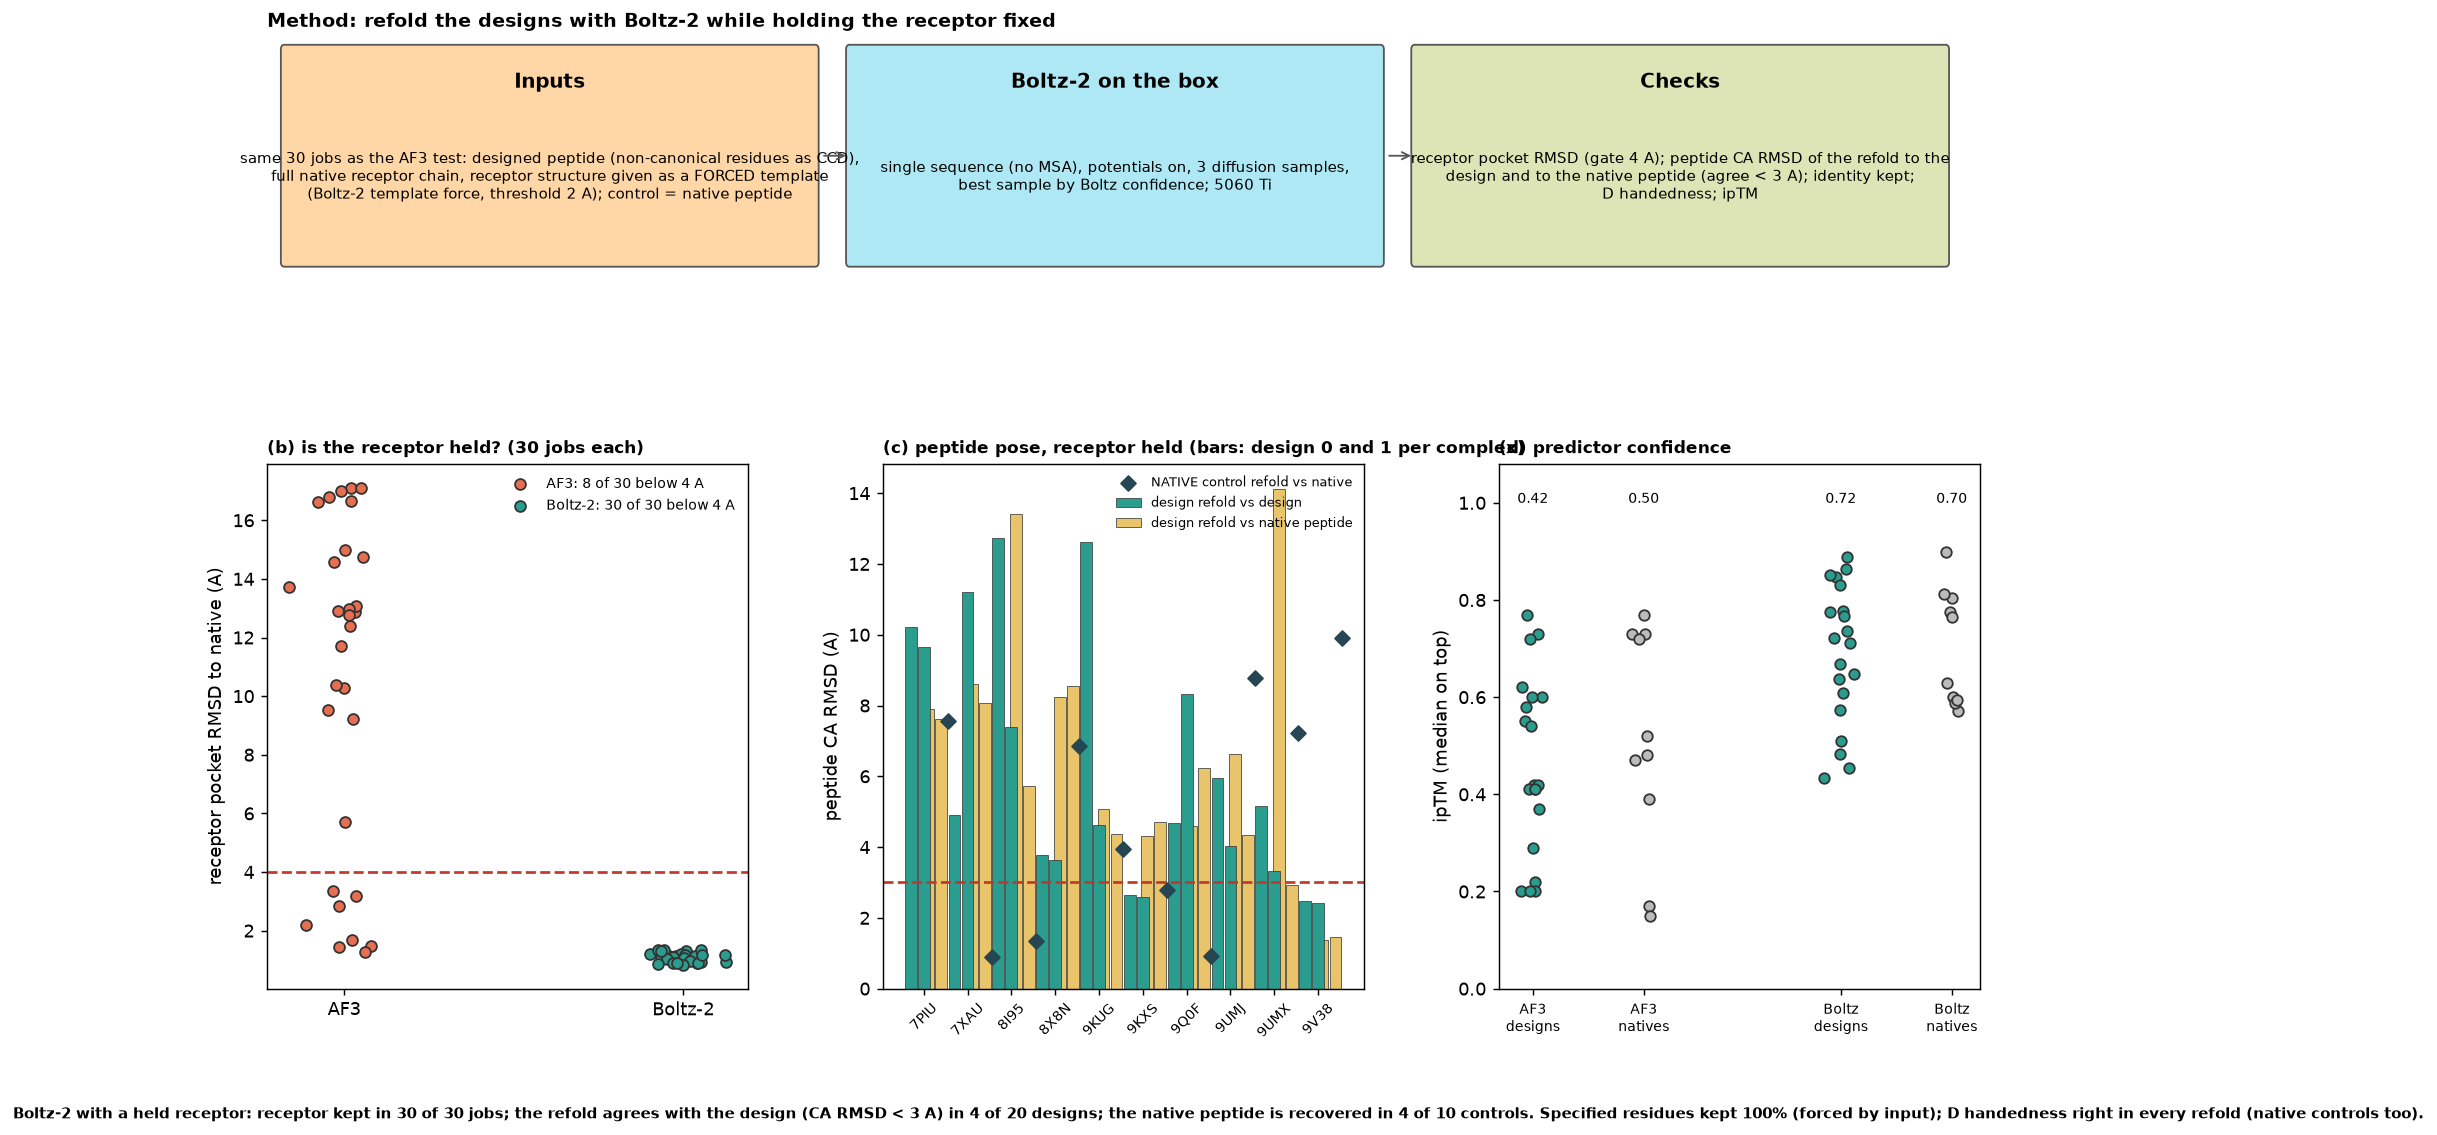 Method: refold the designs with Boltz-2 while holding the receptor fixed
Inputs
same 30 jobs as the AF3 test: designed peptide (non-canonical residues as CCD),
full native receptor chain, receptor structure given as a FORCED template
(Boltz-2 template force, threshold 2 A); control = native peptide
Boltz-2 on the box
single sequence (no MSA), potentials on, 3 diffusion samples,
best sample by Boltz confidence; 5060 Ti
Checks
receptor pocket RMSD (gate 4 A); peptide CA RMSD of the refold to the
design and to the native peptide (agree < 3 A); identity kept;
D handedness; ipTM
(b) is the receptor held? (30 jobs each)
receptor pocket RMSD to native (A)
16
14
12
10
8
6
4
2
AF3: 8 of 30 below 4 A
Boltz-2: 30 of 30 below 4 A
AF3
Boltz-2
(c) peptide pose, receptor held (bars: design 0 and 1 per complex)
peptide CA RMSD (A)
14
12
10
8
6
4
2
0
NATIVE control refold vs native
design refold vs design
design refold vs native peptide
7PIU
7XAU
8I95
8X8N
9KUG
9KXS
9Q0F
9UMJ
9UMX
9V38
(d) predictor confidence
ipTM (median on top)
1.0
0.8
0.6
0.4
0.2
0.0
0.42
0.50
0.72
0.70
AF3
designs
AF3
natives
Boltz
designs
Boltz
natives
Boltz-2 with a held receptor: receptor kept in 30 of 30 jobs; the refold agrees with the design (CA RMSD < 3 A) in 4 of 20 designs; the native peptide is recovered in 4 of 10 controls. Specified residues kept 100% (forced by input); D handedness right in every refold (native controls too).